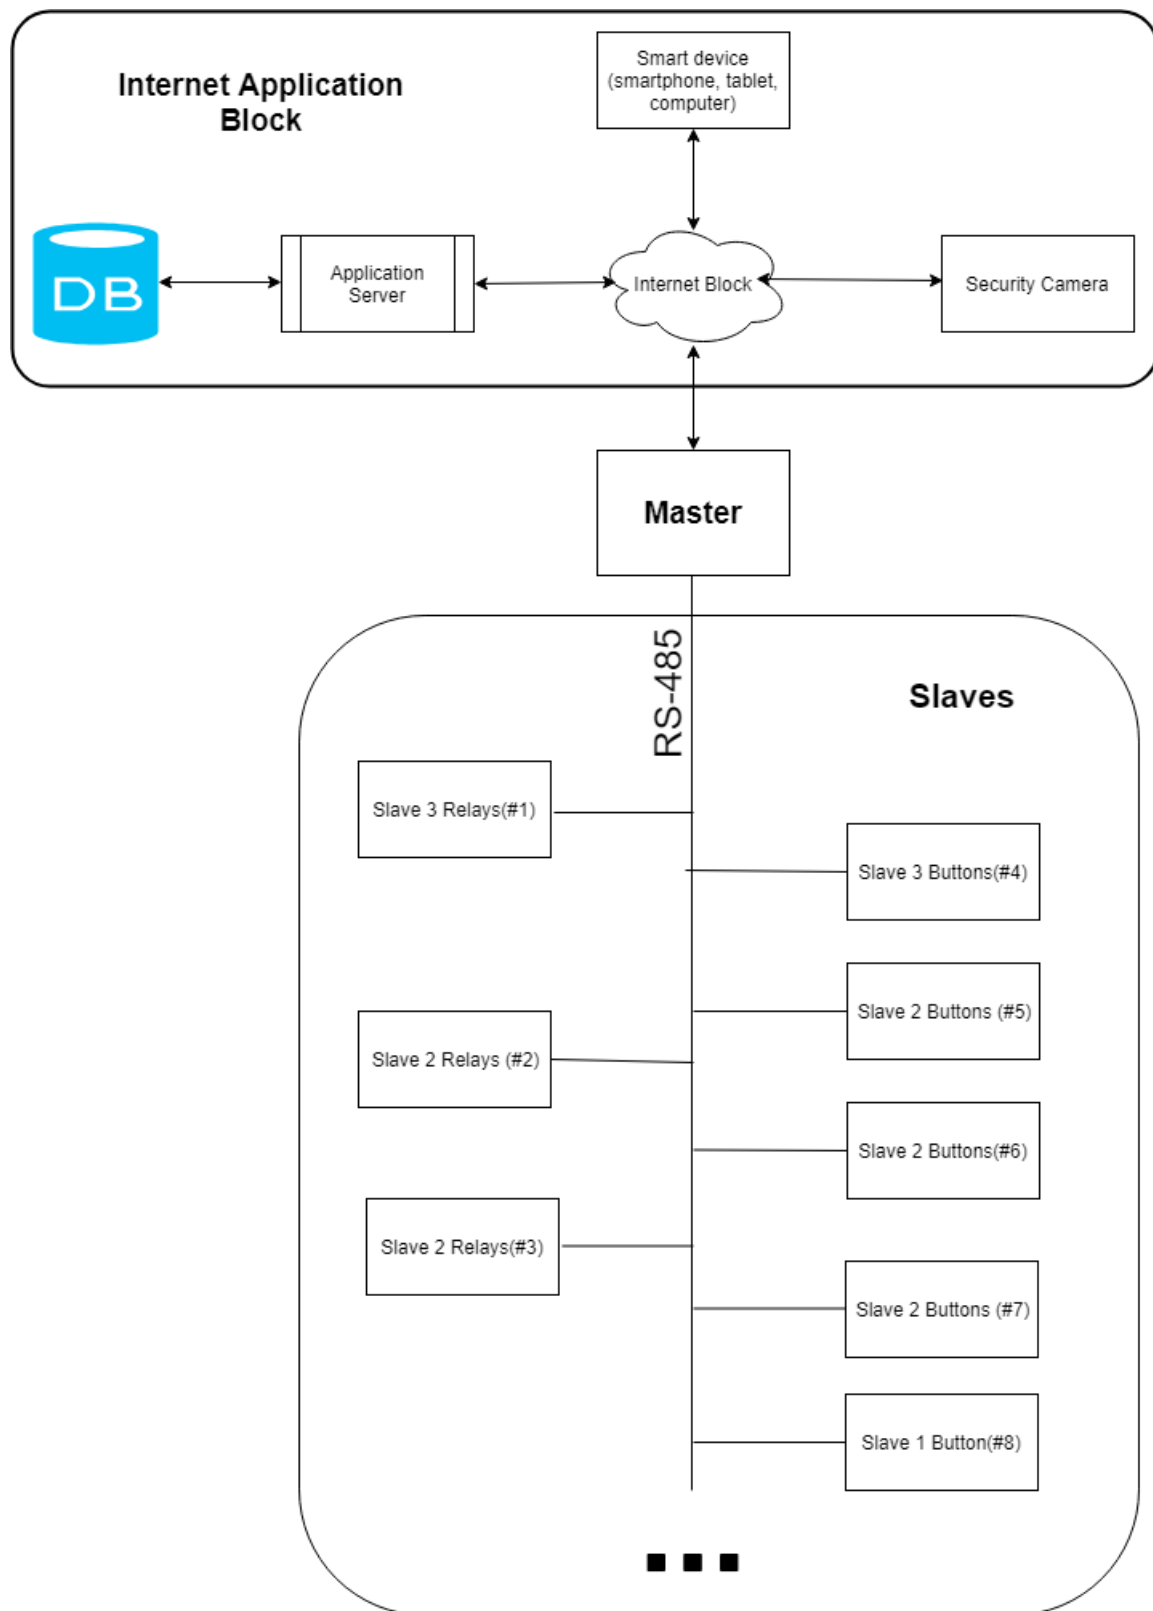 Internet Application
Block
Smart device
(smartphone, tablet,
computer)
DB
Application
Server
Internet Block
Security Camera
Master
RS-485
Slaves
Slave 3 Relays(#1)
Slave 3 Buttons(#4)
Slave 2 Buttons (#5)
Slave 2 Relays (#2)
Slave 2 Buttons(#6)
Slave 2 Relays(#3)
Slave 2 Buttons (#7)
Slave 1 Button(#8)